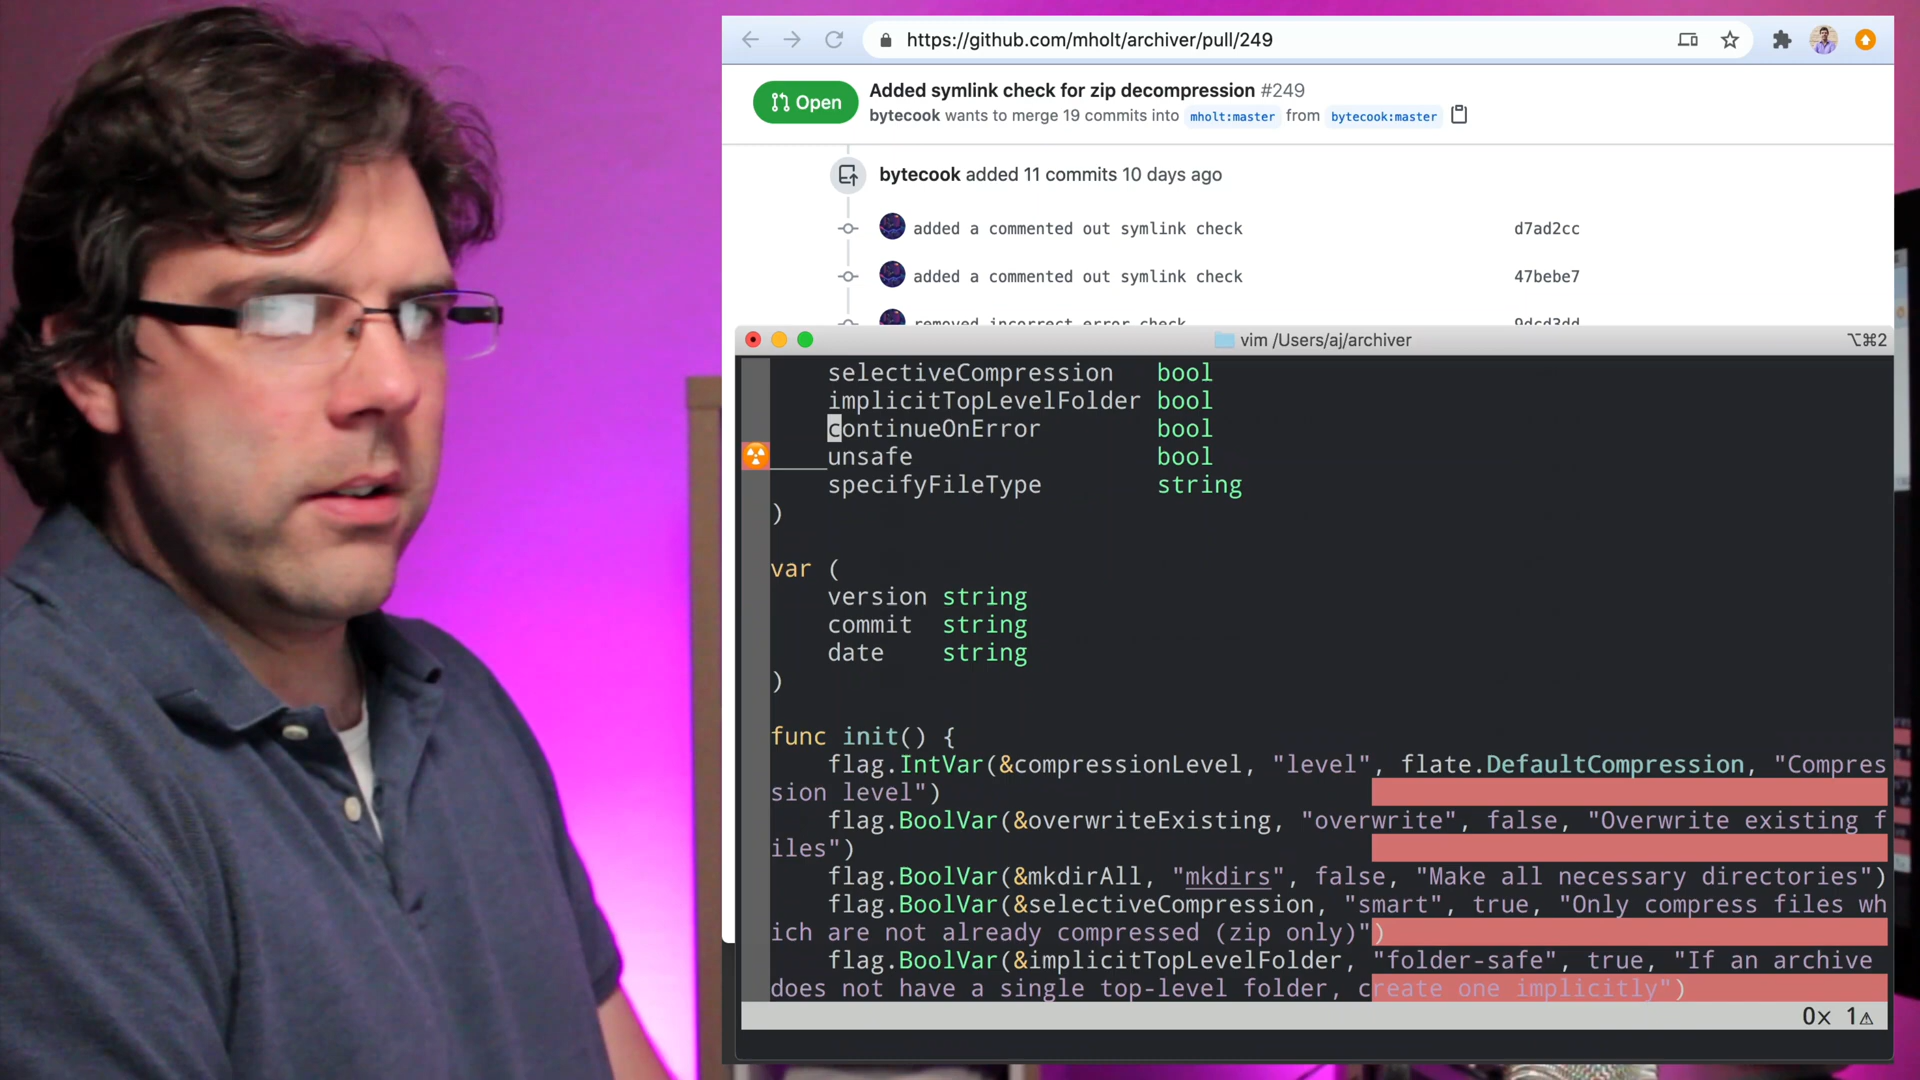 https://github.com/mholt/archiver/pull/249
Open
Added symlink check for zip decompression #249
bytecook wants to merge 19 commits into mholt:master from bytecook:master
bytecook added 11 commits 10 days ago
added a commented out symlink check d7ad2cc
added a commented out symlink check 47bebe7
removed incorrect error check 9dcd3dd
vim /Users/aj/archiver ⌥⌘2
selectiveCompression bool
implicitTopLevelFolder bool
continueOnError bool
unsafe bool
specifyFileType string
)
var (
version string
commit string
date string
)
func init() {
flag.IntVar(&compressionLevel, "level", flate.DefaultCompression, "Compres
sion level")
flag.BoolVar(&overwriteExisting, "overwrite", false, "Overwrite existing f
iles")
flag.BoolVar(&mkdirAll, "mkdirs", false, "Make all necessary directories")
flag.BoolVar(&selectiveCompression, "smart", true, "Only compress files wh
ich are not already compressed (zip only)")
flag.BoolVar(&implicitTopLevelFolder, "folder-safe", true, "If an archive
does not have a single top-level folder, create one implicitly")
0× 1⚠